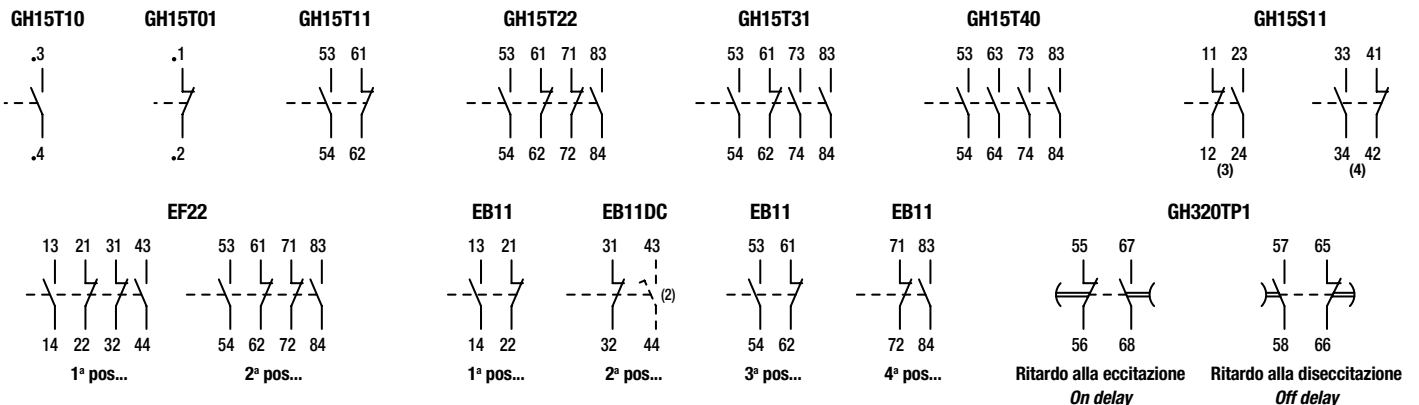 GH15T10 GH15T01 GH15T11 GH15T22 GH15T31 GH15T40 GH15S11
.3 .1 53 61 53 61 71 83 53 61 73 83 53 63 73 83 11 23 33 41
.4 .2 54 62 54 62 72 84 54 62 74 84 54 64 74 84 12 24 34 42
(3) (4)
EF22 EB11 EB11DC EB11 EB11 GH320TP1
13 21 31 43 53 61 71 83 13 21 31 43 53 61 71 83 55 67 57 65
(2)
14 22 32 44 54 62 72 84 14 22 32 44 54 62 72 84 56 68 58 66
1ª pos... 2ª pos... 1ª pos... 2ª pos... 3ª pos... 4ª pos... Ritardo alla eccitazione Ritardo alla diseccitazione
On delay Off delay